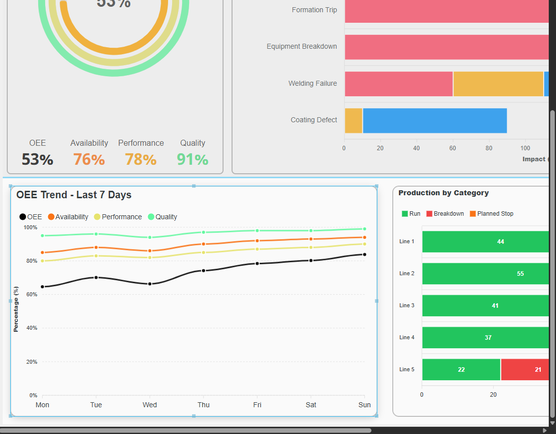 53%
OEE Availability Performance Quality
53% 76% 78% 91%
Formation Trip
Equipment Breakdown
Welding Failure
Coating Defect
0 20 40 60 80 100
Impact
OEE Trend - Last 7 Days
OEE Availability Performance Quality
100%
80%
60%
40%
20%
0%
Percentage (%)
Mon Tue Wed Thu Fri Sat Sun
Production by Category
Run Breakdown Planned Stop
Line 1 44
Line 2 55
Line 3 41
Line 4 37
Line 5 22 21
0 20